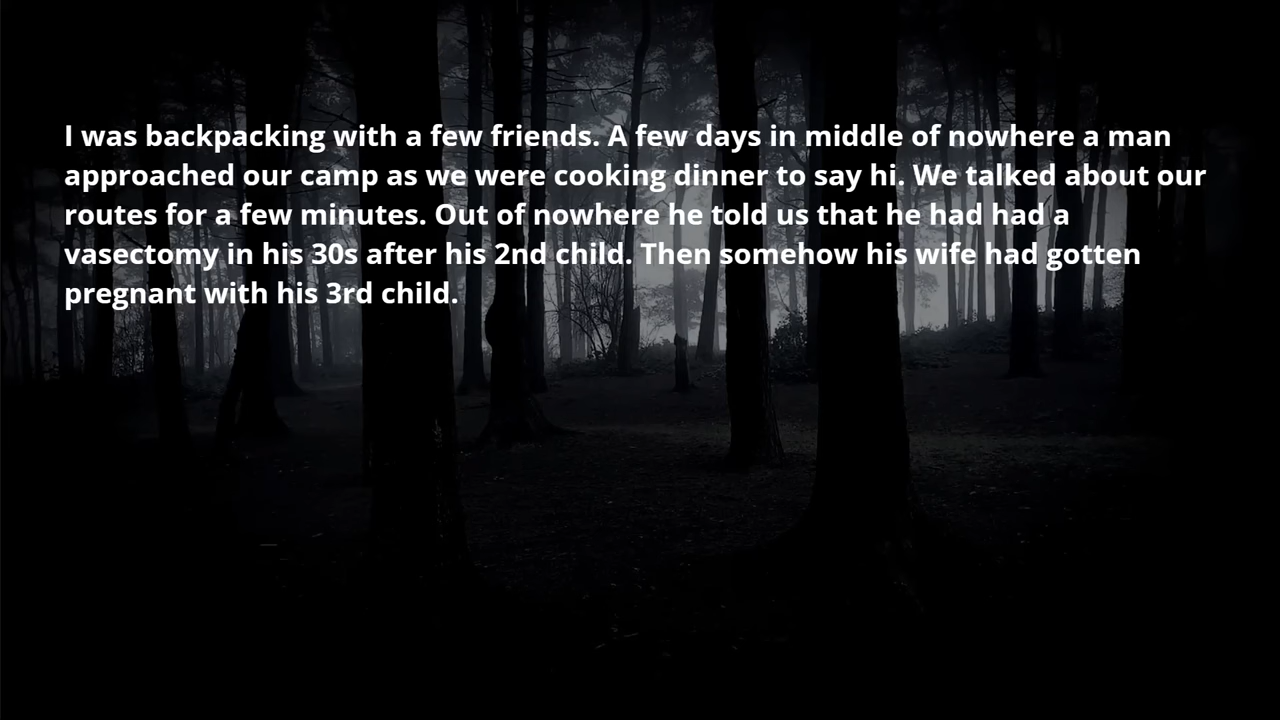 I was backpacking with a few friends. A few days in middle of nowhere a man
approached our camp as we were cooking dinner to say hi. We talked about our
routes for a few minutes. Out of nowhere he told us that he had had a
vasectomy in his 30s after his 2nd child. Then somehow his wife had gotten
pregnant with his 3rd child.